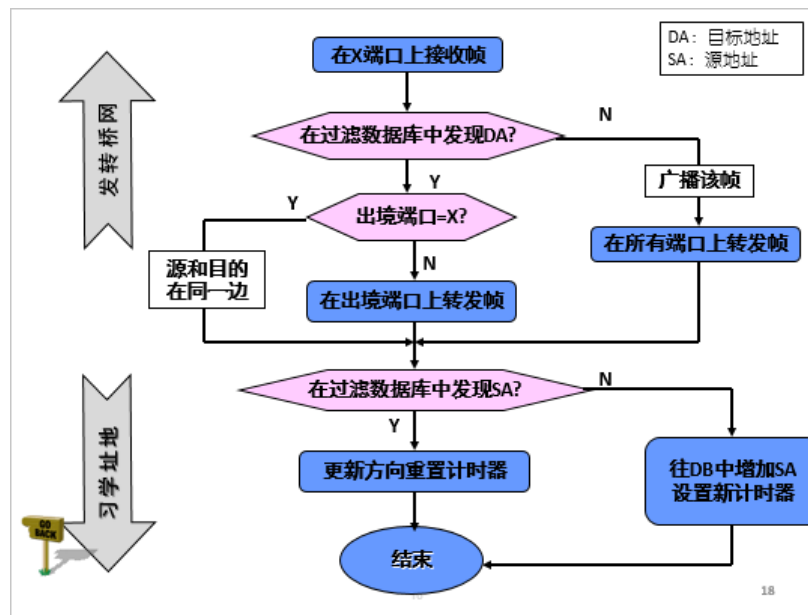 DA：目标地址
SA：源地址
在X端口上接收帧
在过滤数据库中发现DA?
N
Y
广播该帧
出境端口=X?
Y
N
在所有端口上转发帧
源和目的
在同一边
在出境端口上转发帧
发转桥网
在过滤数据库中发现SA?
N
Y
更新方向重置计时器
往DB中增加SA
设置新计时器
结束
习学址地
GO
BACK
18